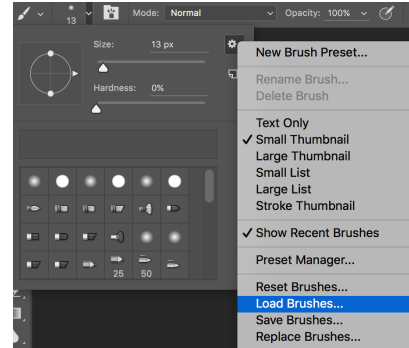 13 Mode: Normal Opacity: 100%
Size: 13 px
Hardness: 0%
25 50
New Brush Preset...
Rename Brush...
Delete Brush
Text Only
Small Thumbnail
Large Thumbnail
Small List
Large List
Stroke Thumbnail
Show Recent Brushes
Preset Manager...
Reset Brushes...
Load Brushes...
Save Brushes...
Replace Brushes...